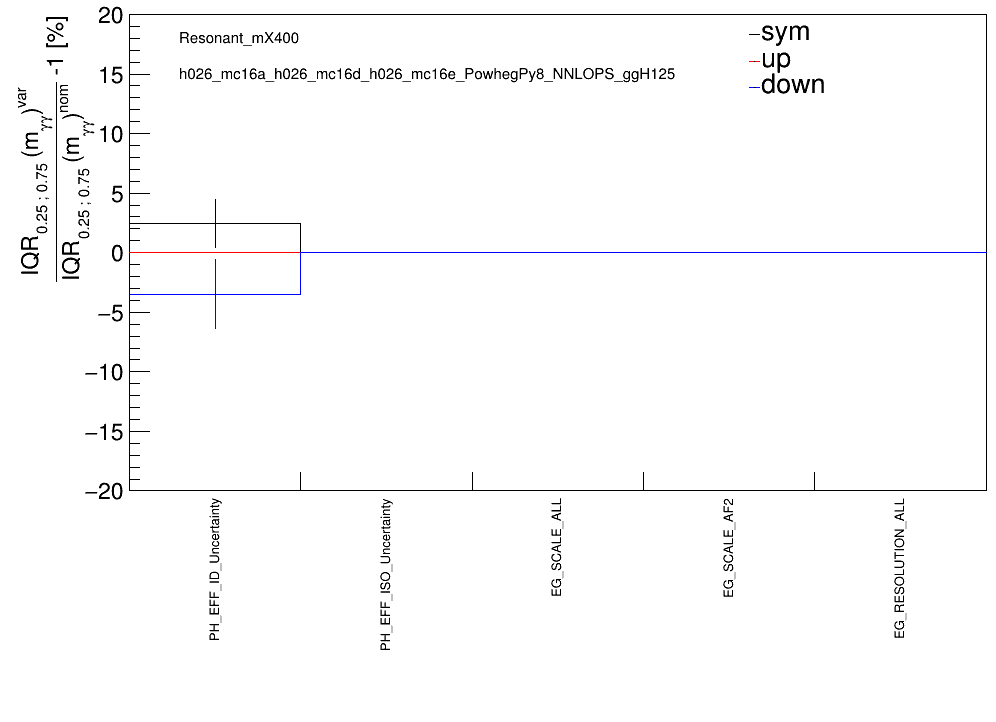 IQR0.25 ; 0.75 (mγγ)var
IQR0.25 ; 0.75 (mγγ)nom
-1 [%]
20
15
10
5
0
−5
−10
−15
−20
Resonant_mX400
h026_mc16a_h026_mc16d_h026_mc16e_PowhegPy8_NNLOPS_ggH125
sym
up
down
PH_EFF_ID_Uncertainty
PH_EFF_ISO_Uncertainty
EG_SCALE_ALL
EG_SCALE_AF2
EG_RESOLUTION_ALL